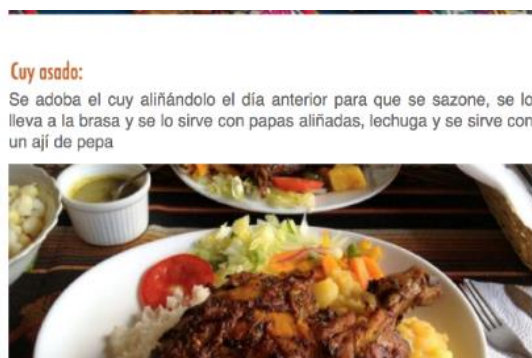 Cuy asado:
Se adoba el cuy aliñándolo el día anterior para que se sazone, se lo
lleva a la brasa y se lo sirve con papas aliñadas, lechuga y se sirve con
un ají de pepa